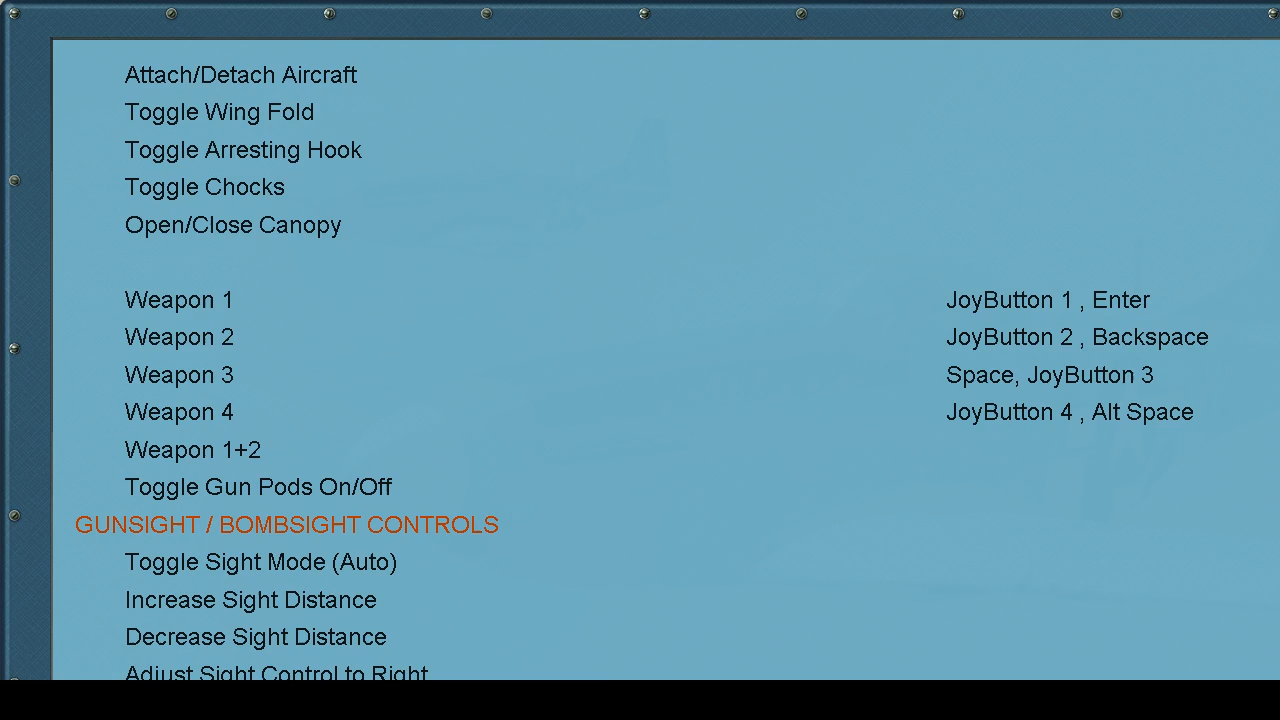 Attach/Detach Aircraft
Toggle Wing Fold
Toggle Arresting Hook
Toggle Chocks
Open/Close Canopy
Weapon 1 JoyButton 1 , Enter
Weapon 2 JoyButton 2 , Backspace
Weapon 3 Space, JoyButton 3
Weapon 4 JoyButton 4 , Alt Space
Weapon 1+2
Toggle Gun Pods On/Off
GUNSIGHT / BOMBSIGHT CONTROLS
Toggle Sight Mode (Auto)
Increase Sight Distance
Decrease Sight Distance
Adjust Sight Control to Right